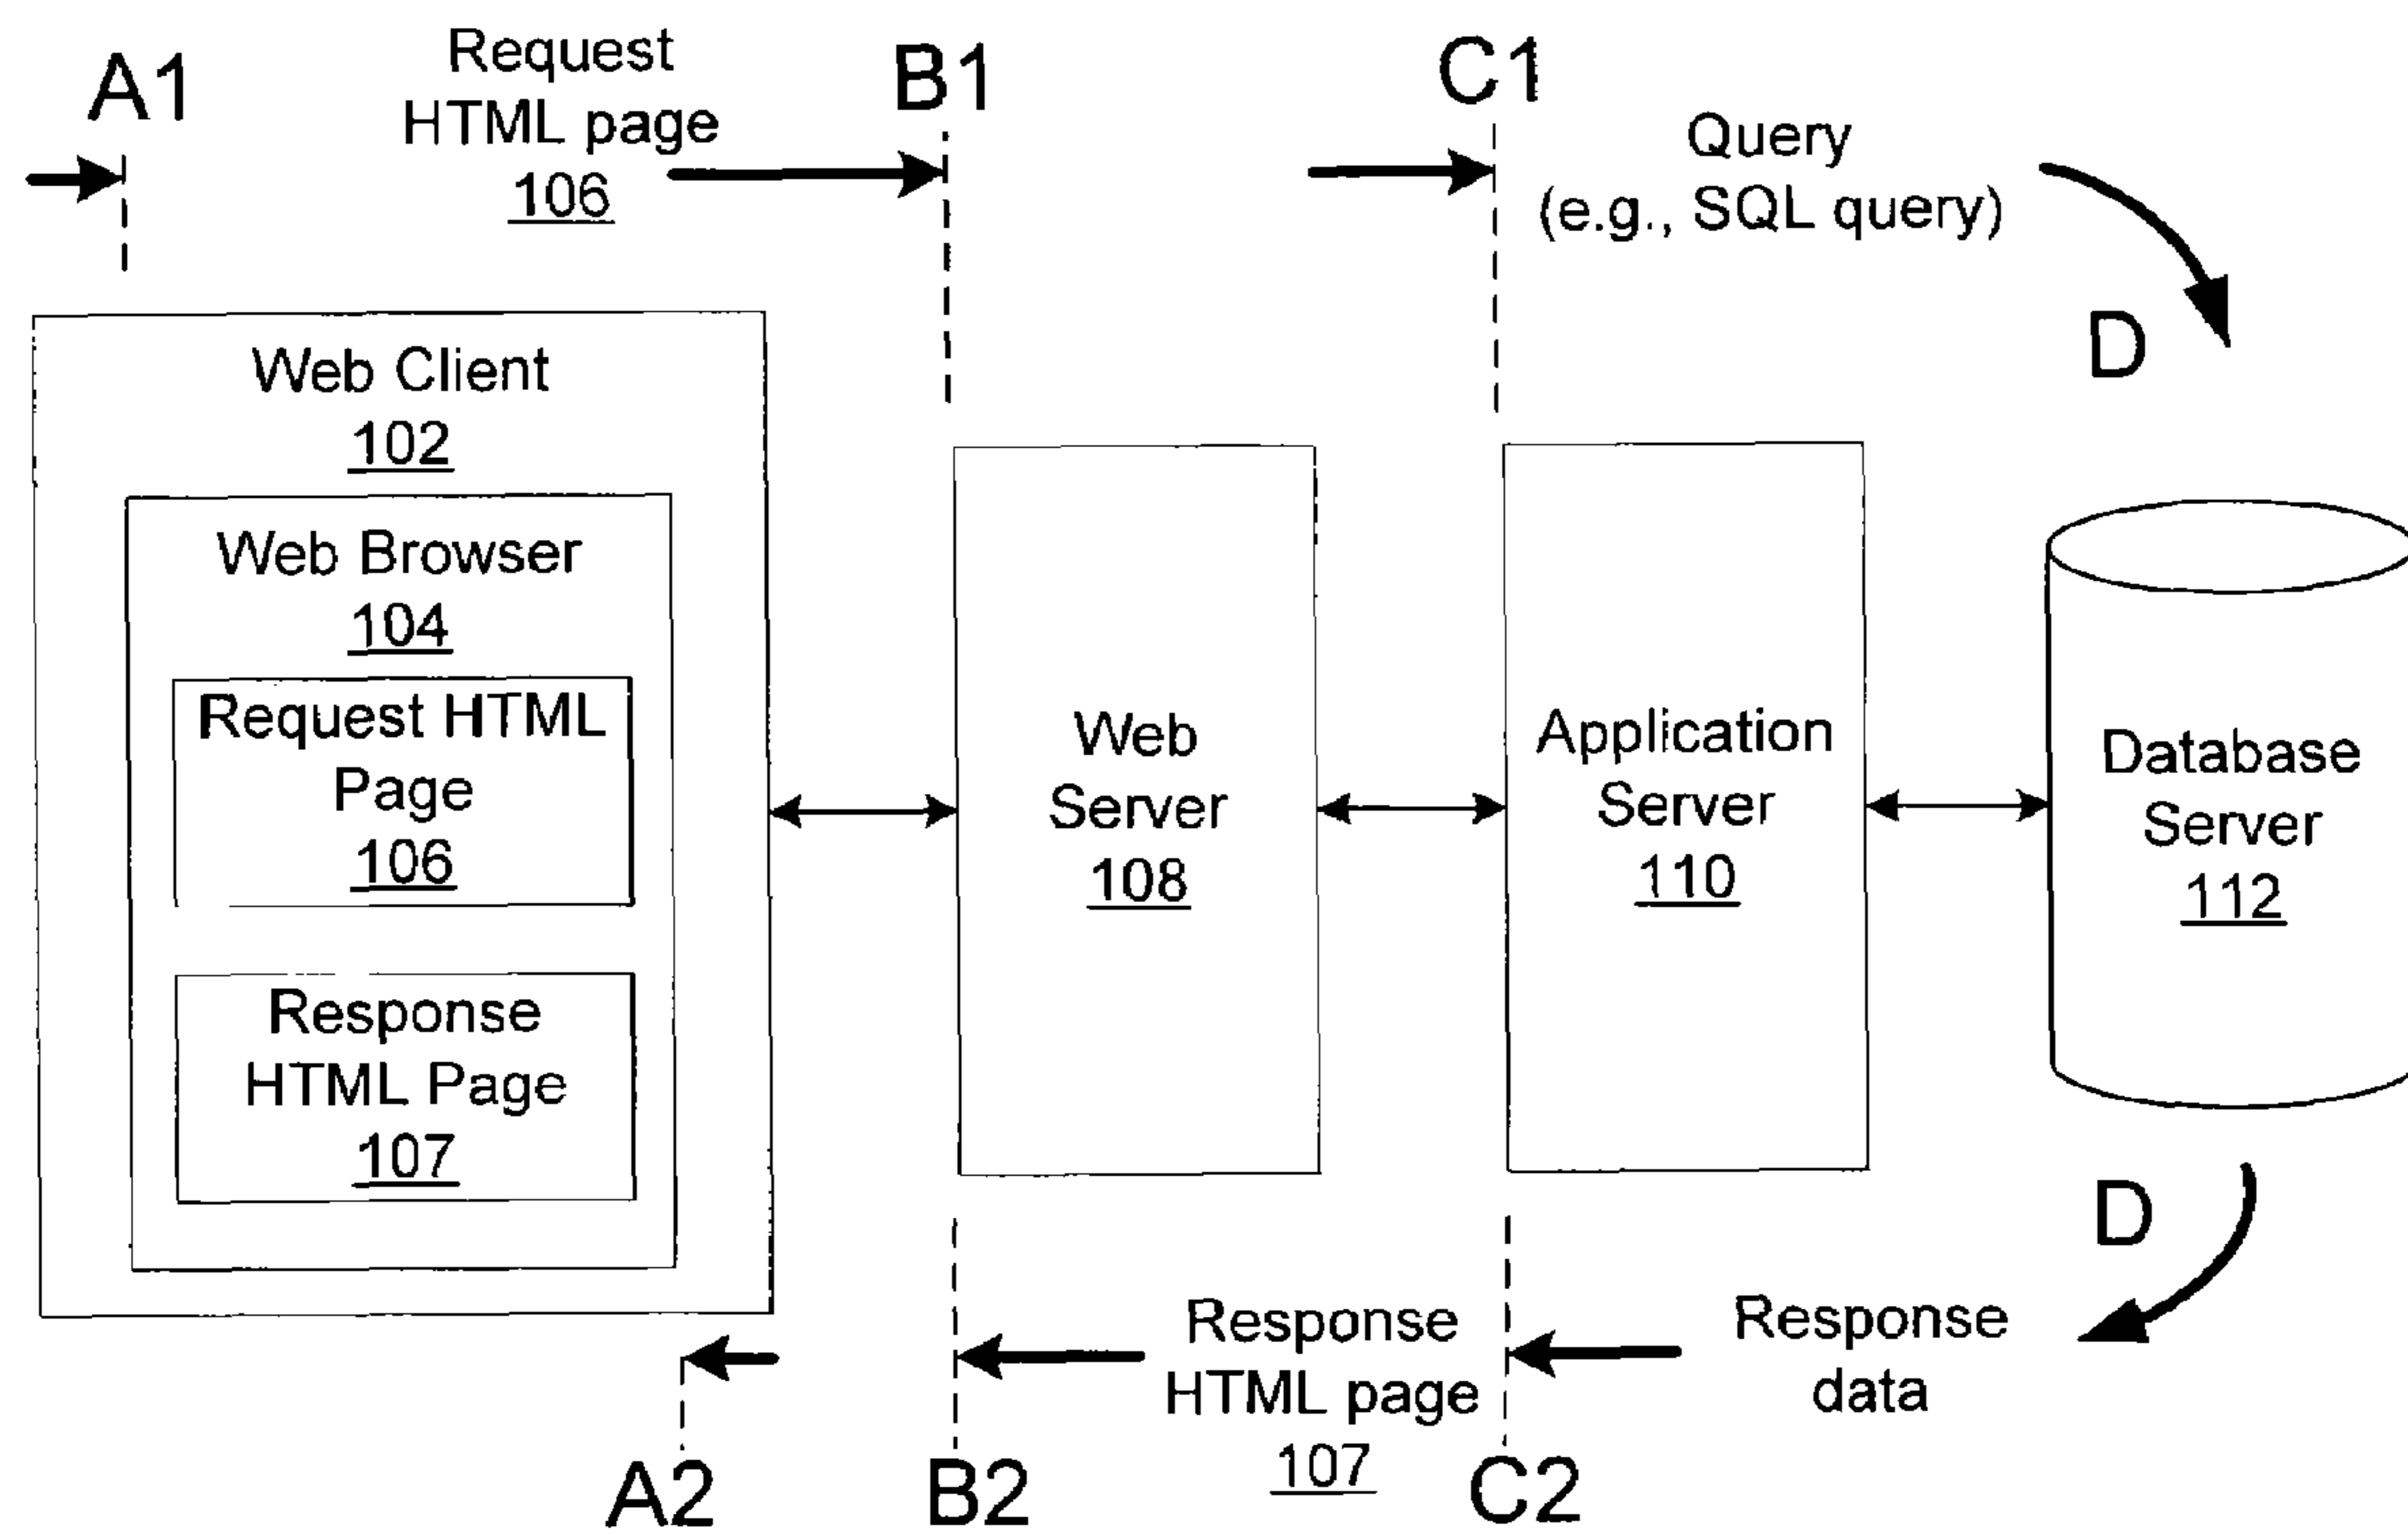 A1
Request
HTML page
106
B1
C1
Query
(e.g., SQL query)
D
Web Client
102
Web Browser
104
Request HTML
Page
106
Response
HTML Page
107
Web
Server
108
Application
Server
110
Database
Server
112
D
A2
B2
Response
HTML page
107
C2
Response
data